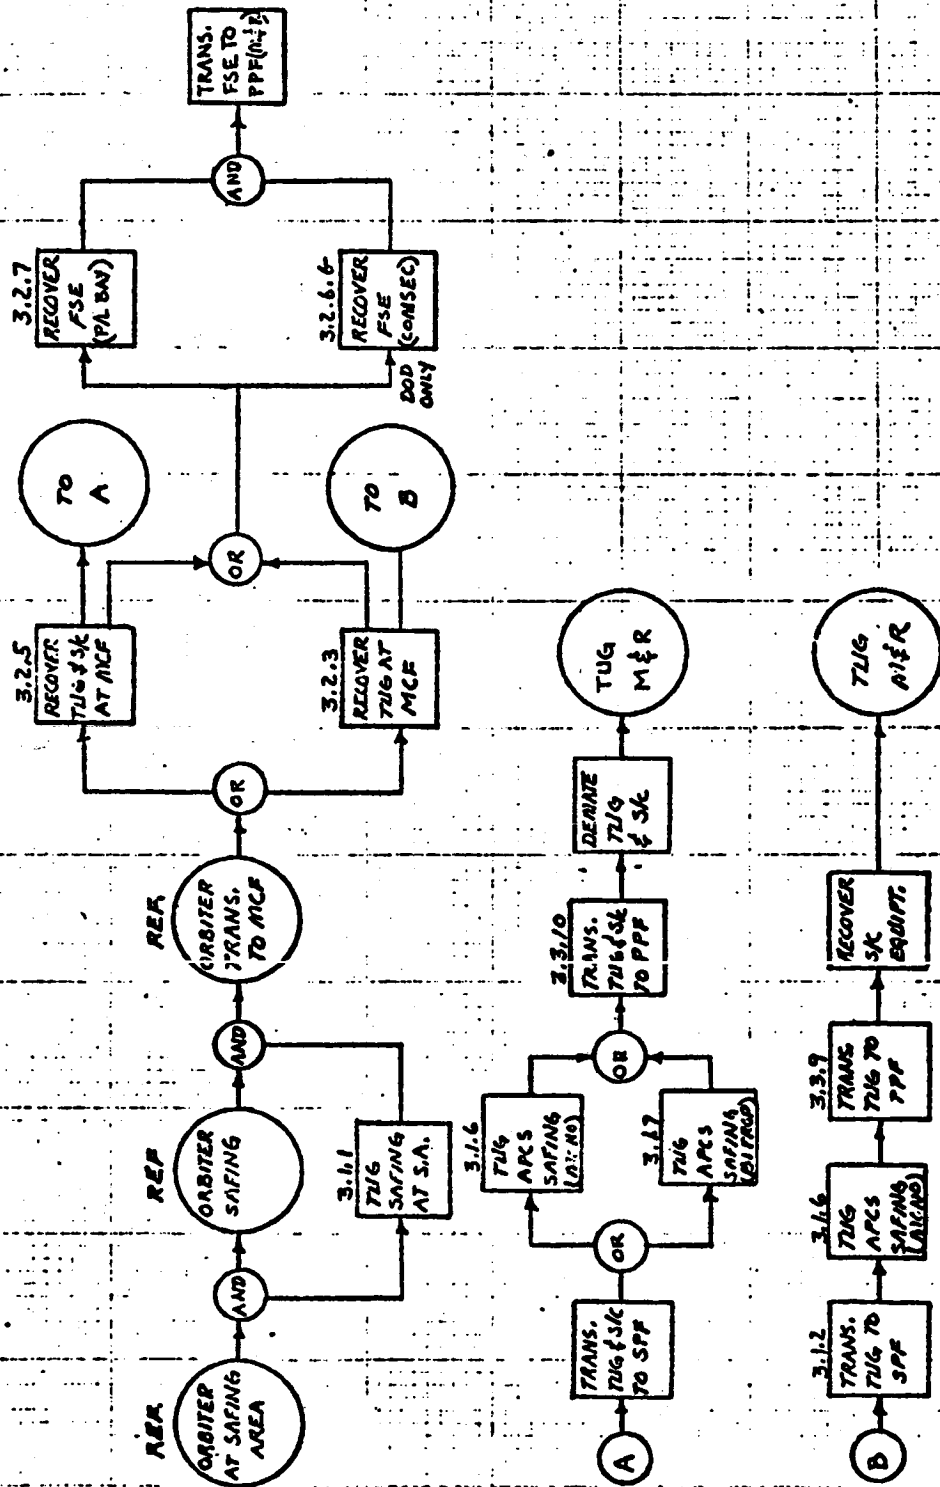 REF.
ORBITER
AT SAFING
AREA
AND
REF
ORBITER
SAFING
3.1.1
TUG
SAFING
AT S.A.
AND
REF.
ORBITER
TRANS.
TO MCF
OR
3.2.5
RECOVER
TUG & S/C
AT MCF
3.2.3
RECOVER
TUG AT
MCF
OR
TO
A
TO
B
3.2.7
RECOVER
FSE
(P/L BAY)
DOD
ONLY
3.2.6.6
RECOVER
FSE
(COMSEC)
AND
TRANS.
FSE TO
PPF(M&R)
A
TRANS.
TUG & S/C
TO SPF
OR
3.1.6
TUG
APCS
SAFING
3.1.7
TUG
APCS
SAFING
OR
3.3.10
TRANS.
TUG & S/C
TO PPF
DEMATE
TUG
& S/C
TUG
M & R
B
3.1.2
TRANS.
TUG TO
SPF
3.1.6
TUG
APCS
SAFING
3.3.9
TRANS
TUG TO
PPF
RECOVER
S/C
EQUIPT.
TUG
M & R